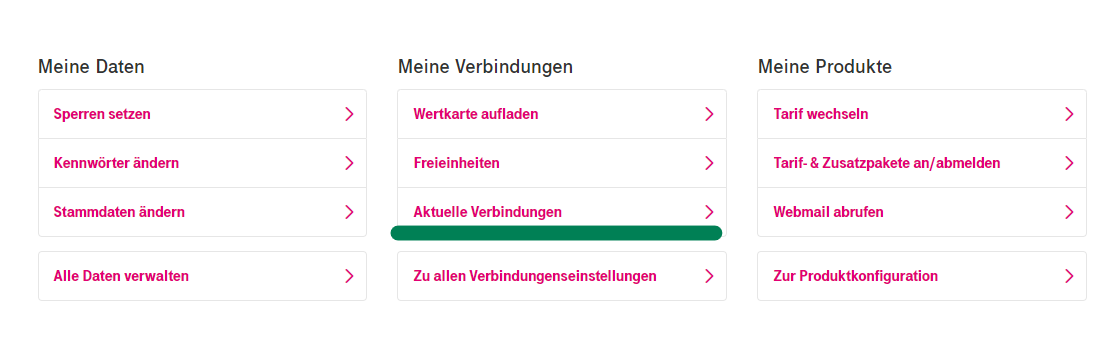 Meine Daten
Sperren setzen
Kennwörter ändern
Stammdaten ändern
Alle Daten verwalten
Meine Verbindungen
Wertkarte aufladen
Freieinheiten
Aktuelle Verbindungen
Zu allen Verbindungenseinstellungen
Meine Produkte
Tarif wechseln
Tarif- & Zusatzpakete an/abmelden
Webmail abrufen
Zur Produktkonfiguration